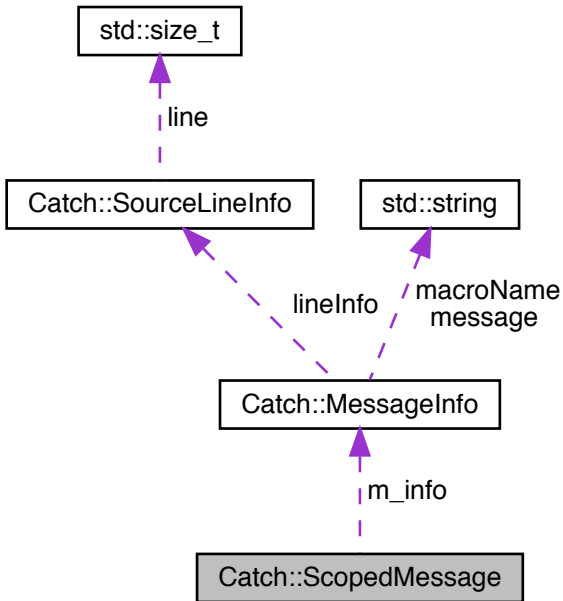 std::size_t
line
Catch::SourceLineInfo
std::string
lineInfo
macroName
message
Catch::MessageInfo
m_info
Catch::ScopedMessage